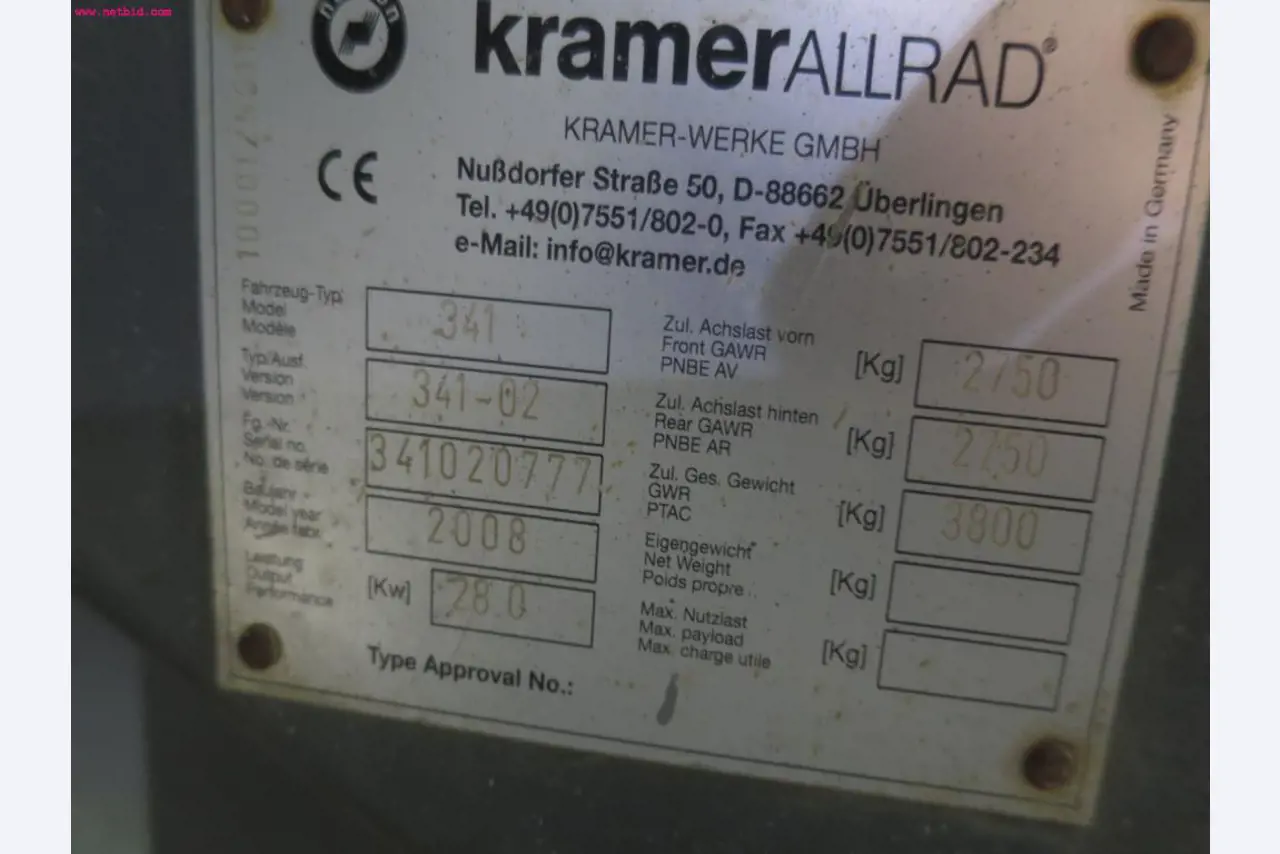 www.netbid.com
kramerALLRAD®
KRAMER-WERKE GMBH
CE
Nußdorfer Straße 50, D-88662 Überlingen
Tel. +49(0)7551/802-0, Fax +49(0)7551/802-234
e-Mail: info@kramer.de
Made in Germany
Fahrzeug-Typ
Model
Modèle
341
Typ/Ausf.
Version
Version
341-02
Fg.-Nr.
Serial no.
No. de série
341020777
Baujahr
Model year
Année fabr.
2008
Leistung
Output
Performance
[Kw]
28.0
Type Approval No.:
Zul. Achslast vorn
Front GAWR
PNBE AV
[Kg]
2750
Zul. Achslast hinten
Rear GAWR
PNBE AR
[Kg]
2750
Zul. Ges. Gewicht
GWR
PTAC
[Kg]
3800
Eigengewicht
Net Weight
Poids propre
[Kg]
Max. Nutzlast
Max. payload
Max. charge utile
[Kg]